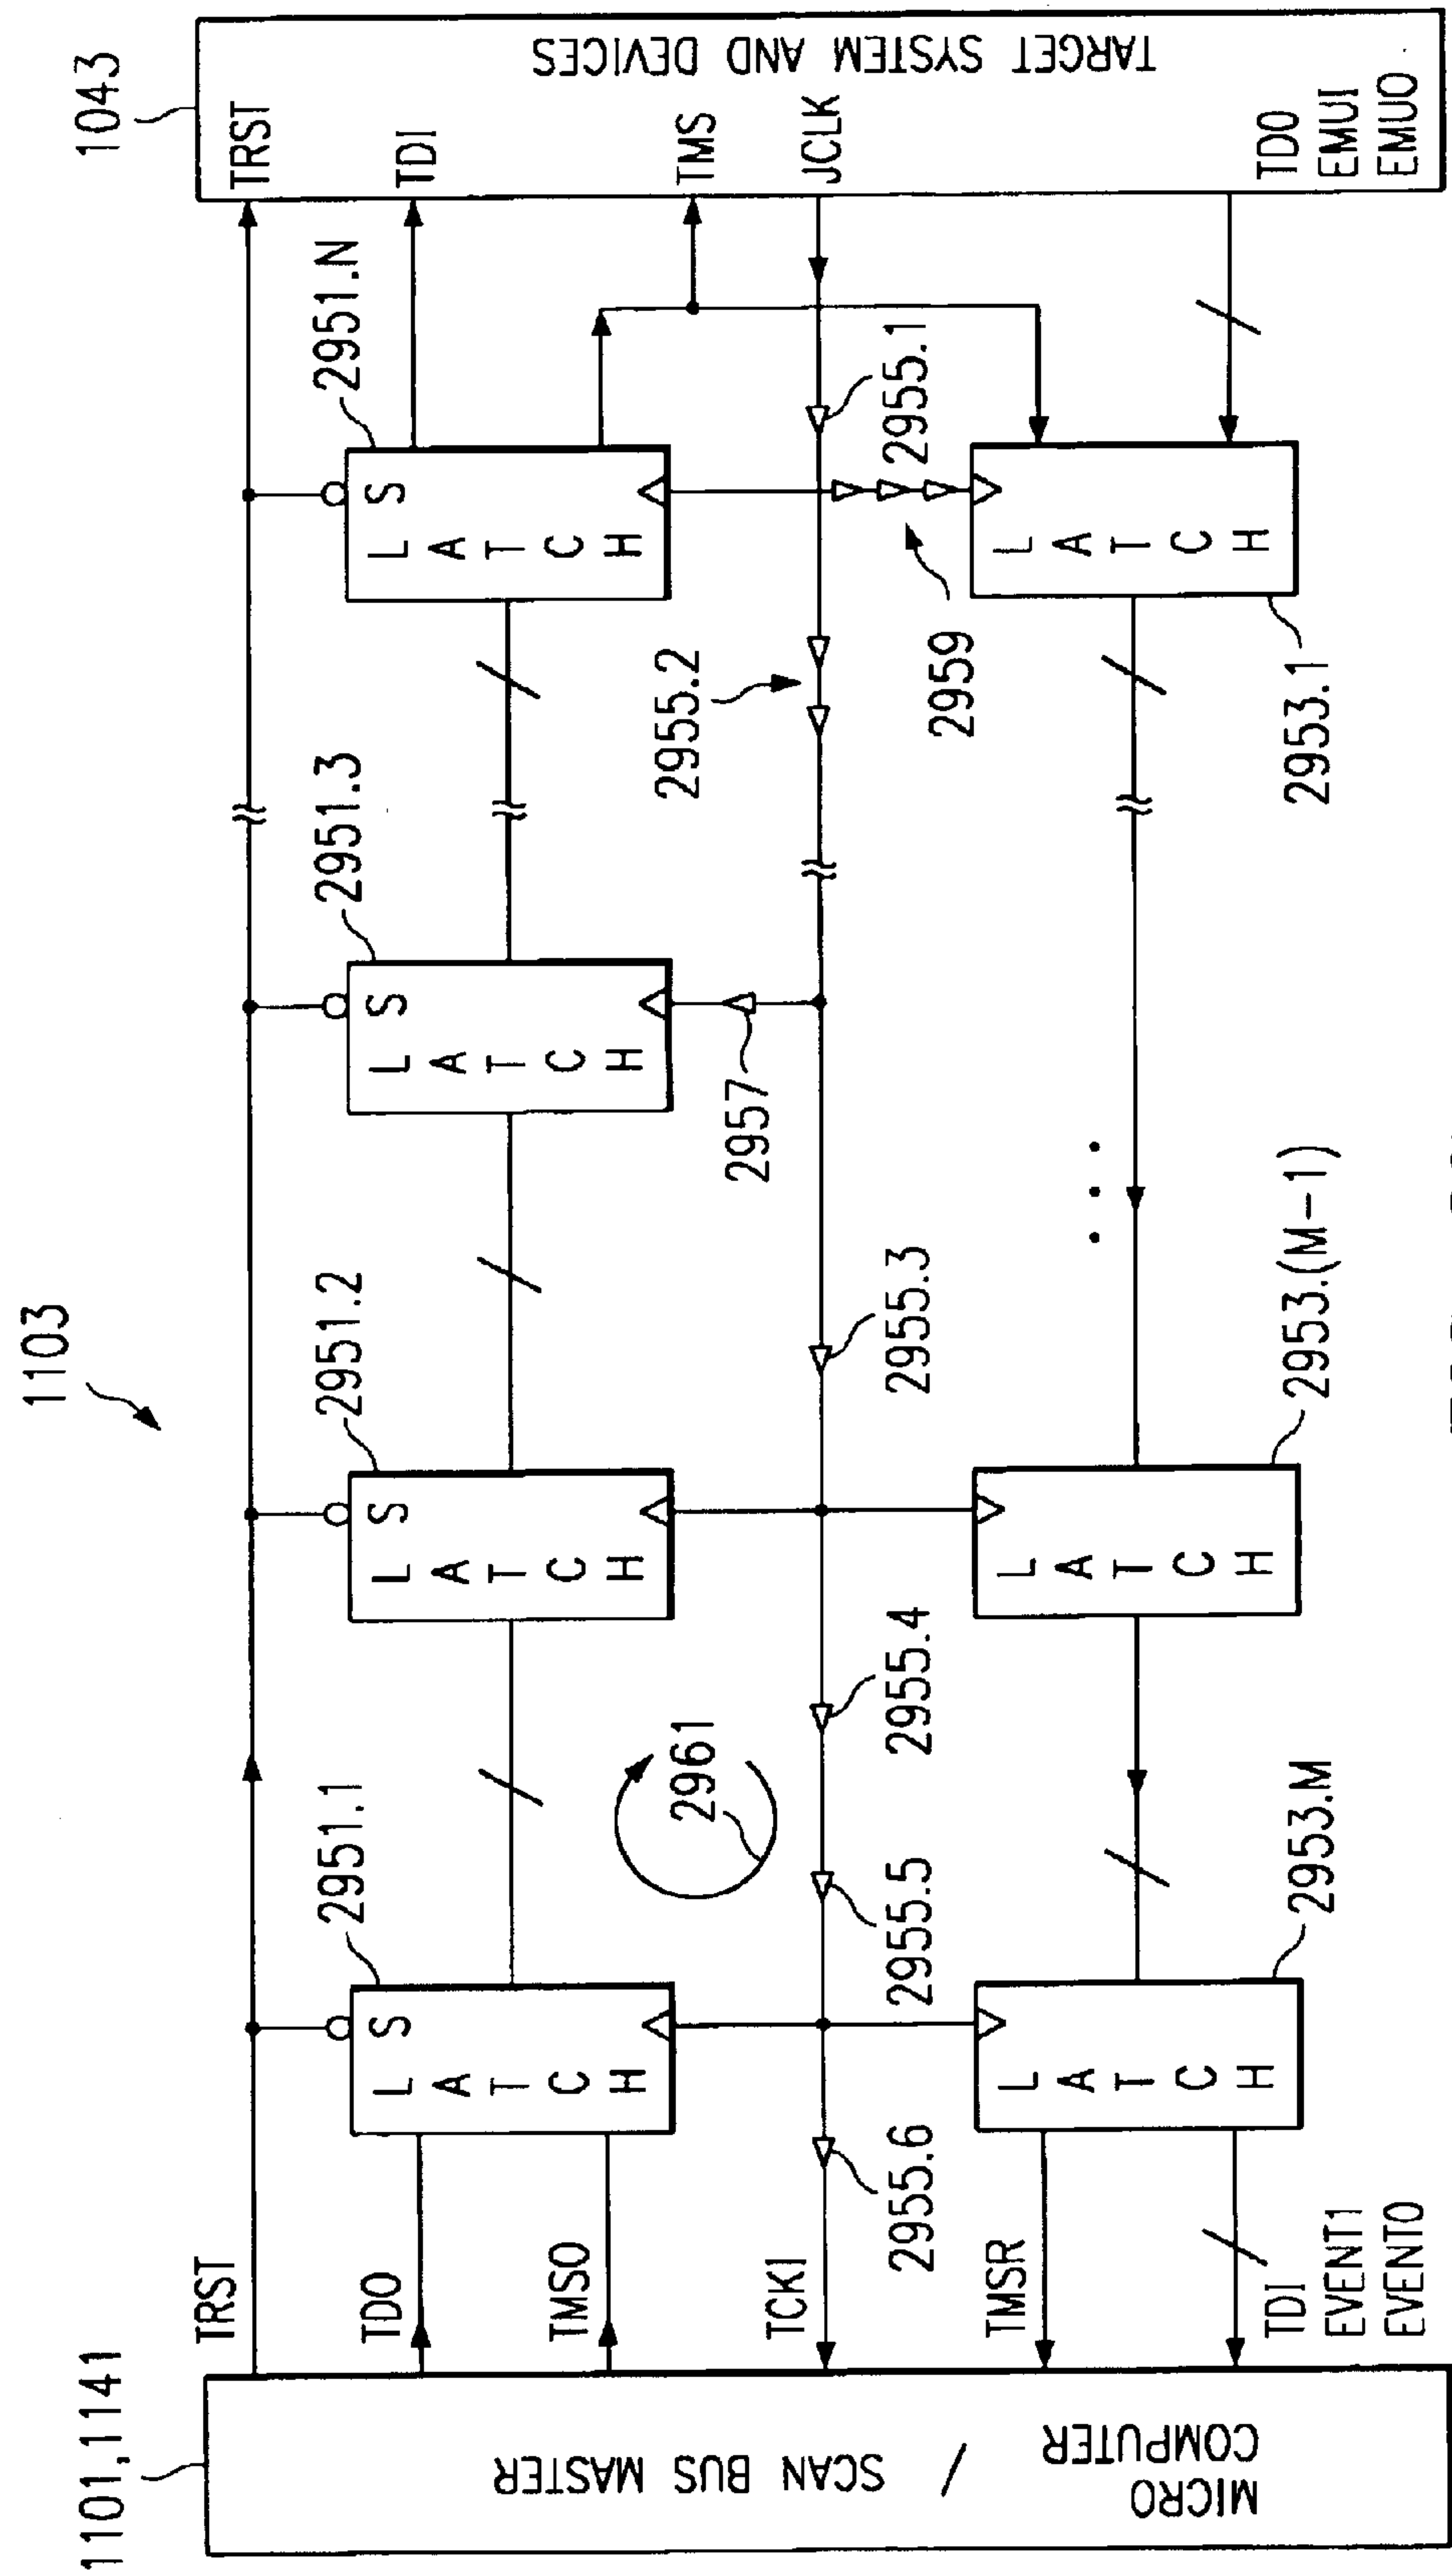 1103
1101,1141
MICRO
COMPUTER
/
SCAN BUS MASTER
TRST
TDO
TMSO
TCKI
TMSR
TDI
EVENT1
EVENT0
2951.1
S
LATCH
2951.2
S
LATCH
2951.3
S
LATCH
2951.N
S
LATCH
2961
2957
2955.6
2955.5
2955.4
2955.3
2955.2
2955.1
2959
LATCH
2953.M
LATCH
2953.(M-1)
LATCH
2953.1
1043
TRST
TDI
TMS
JCLK
TDO
EMUI
EMUO
TARGET SYSTEM AND DEVICES